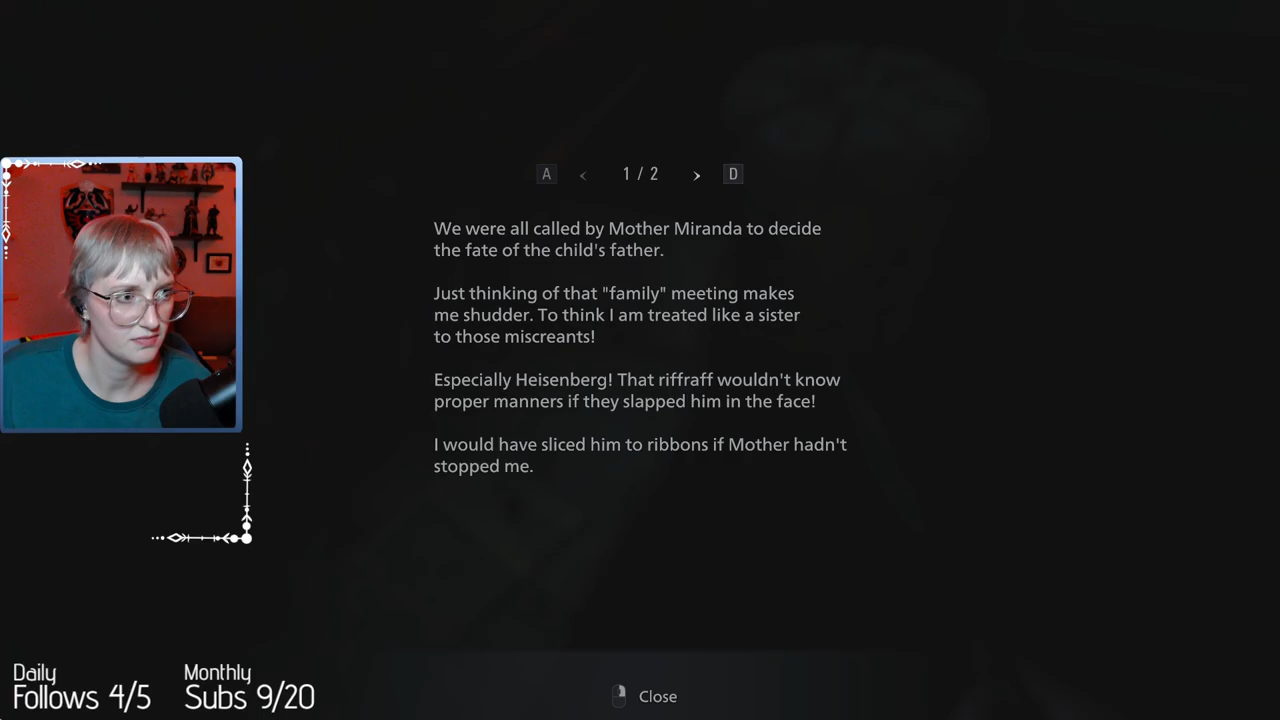 A < 1 / 2 > D
We were all called by Mother Miranda to decide
the fate of the child's father.
Just thinking of that "family" meeting makes
me shudder. To think I am treated like a sister
to those miscreants!
Especially Heisenberg! That riffraff wouldn't know
proper manners if they slapped him in the face!
I would have sliced him to ribbons if Mother hadn't
stopped me.
Daily
Follows 4/5
Monthly
Subs 9/20
Close